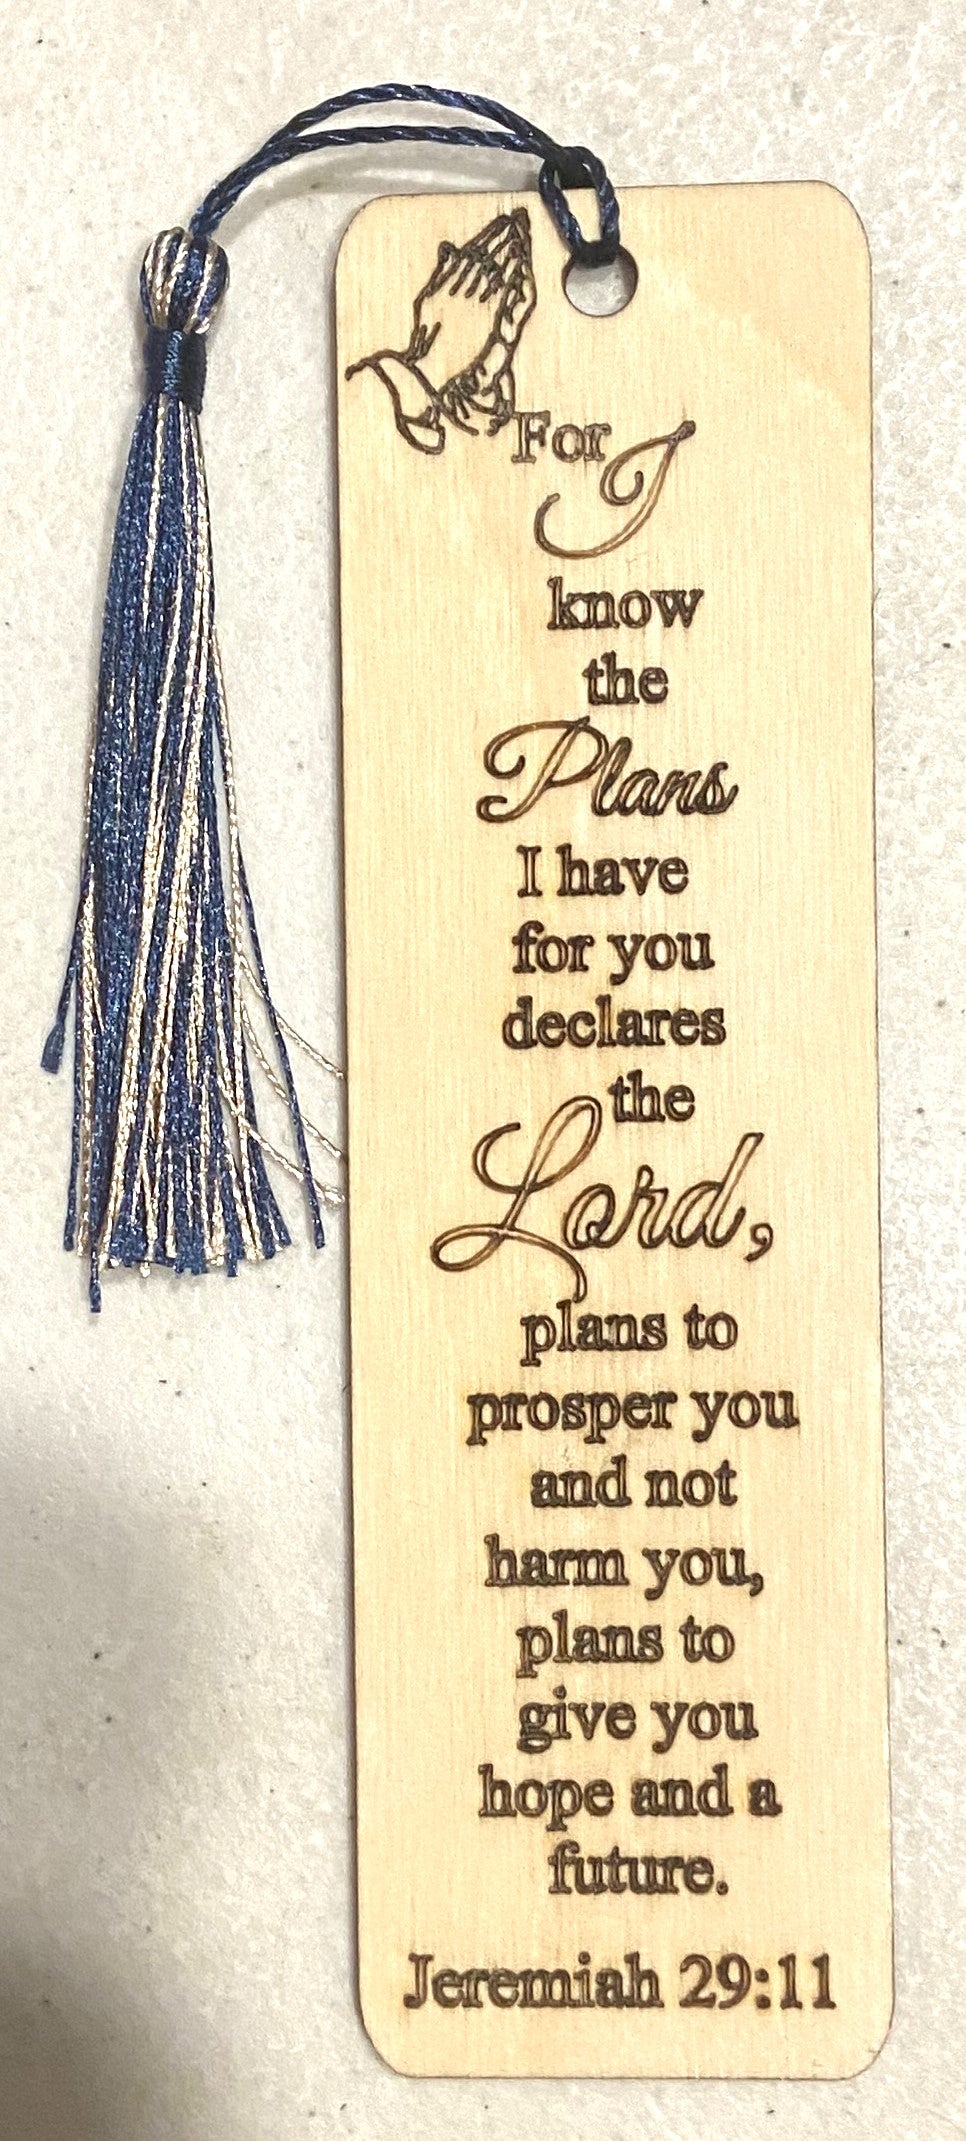 For I
know
the
Plans
I have
for you
declares
the
Lord,
plans to
prosper you
and not
harm you,
plans to
give you
hope and a
future.
Jeremiah 29:11